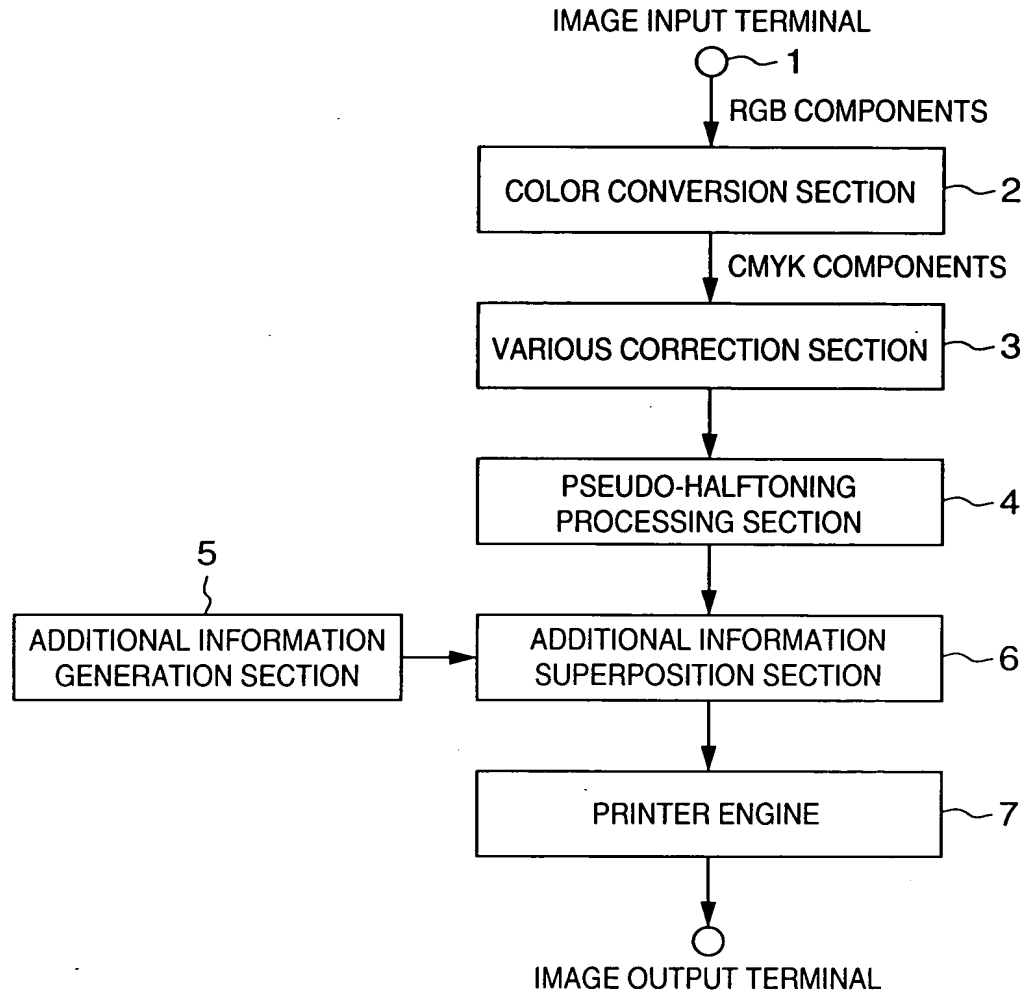 IMAGE INPUT TERMINAL
1
RGB COMPONENTS
COLOR CONVERSION SECTION
2
CMYK COMPONENTS
VARIOUS CORRECTION SECTION
3
PSEUDO-HALFTONING
PROCESSING SECTION
4
5
ADDITIONAL INFORMATION
GENERATION SECTION
ADDITIONAL INFORMATION
SUPERPOSITION SECTION
6
PRINTER ENGINE
7
IMAGE OUTPUT TERMINAL